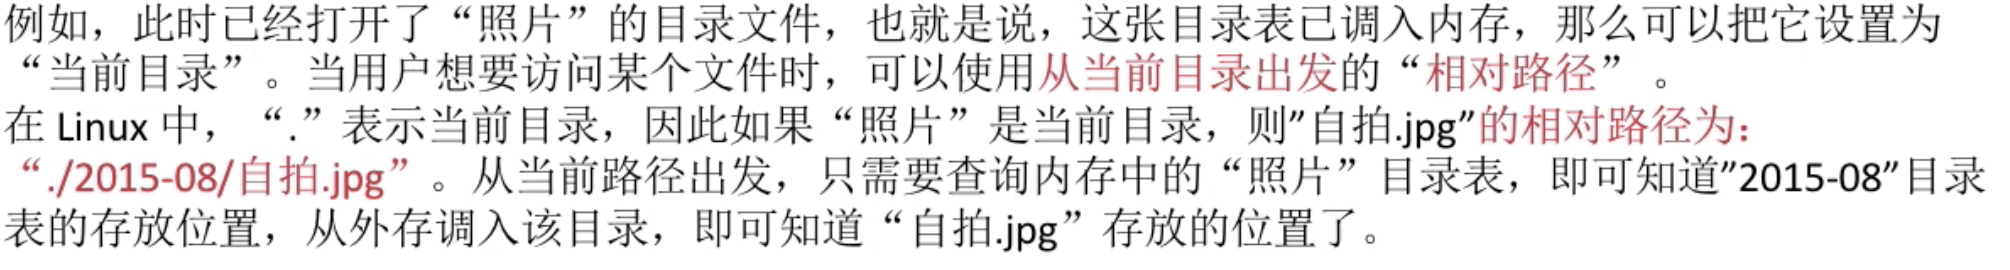 例如，此时已经打开了“照片”的目录文件，也就是说，这张目录表已调入内存，那么可以把它设置为
“当前目录”。当用户想要访问某个文件时，可以使用从当前目录出发的“相对路径”。
在 Linux 中，“.”表示当前目录，因此如果“照片”是当前目录，则”自拍.jpg”的相对路径为：
“./2015-08/自拍.jpg”。从当前路径出发，只需要查询内存中的“照片”目录表，即可知道”2015-08”目录
表的存放位置，从外存调入该目录，即可知道“自拍.jpg”存放的位置了。